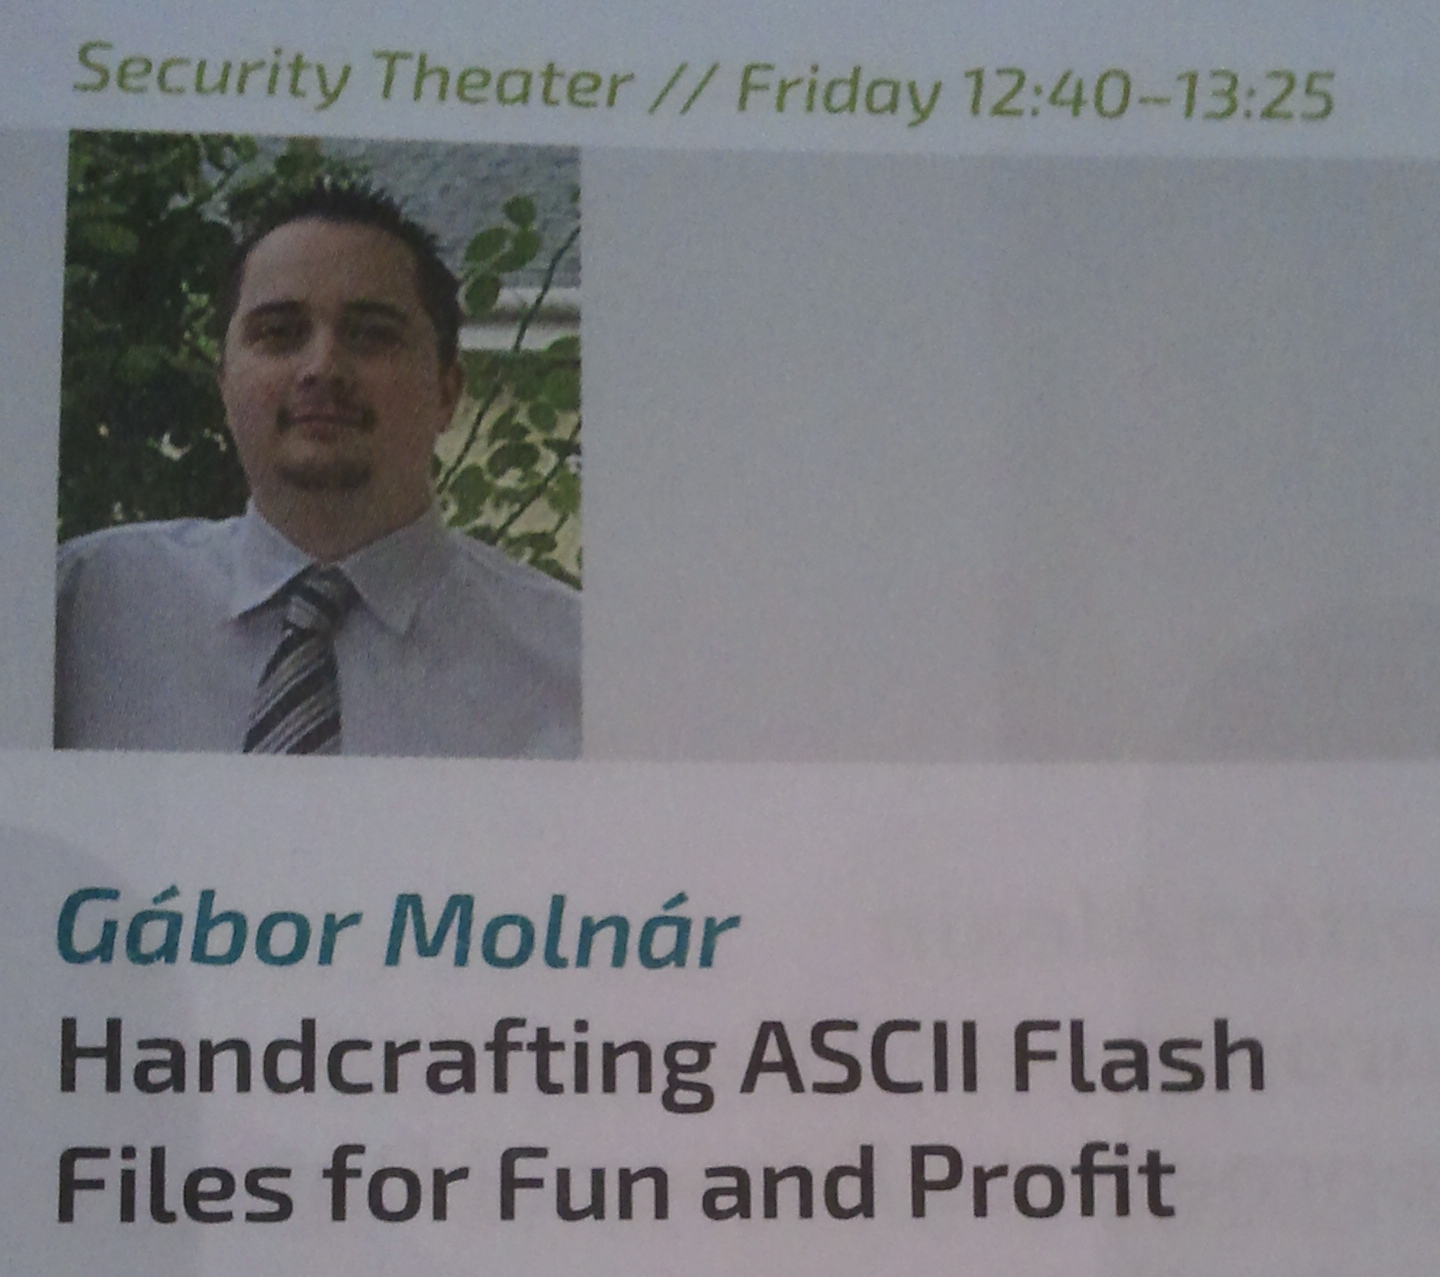 Security Theater // Friday 12:40–13:25
Gábor Molnár
Handcrafting ASCII Flash
Files for Fun and Profit